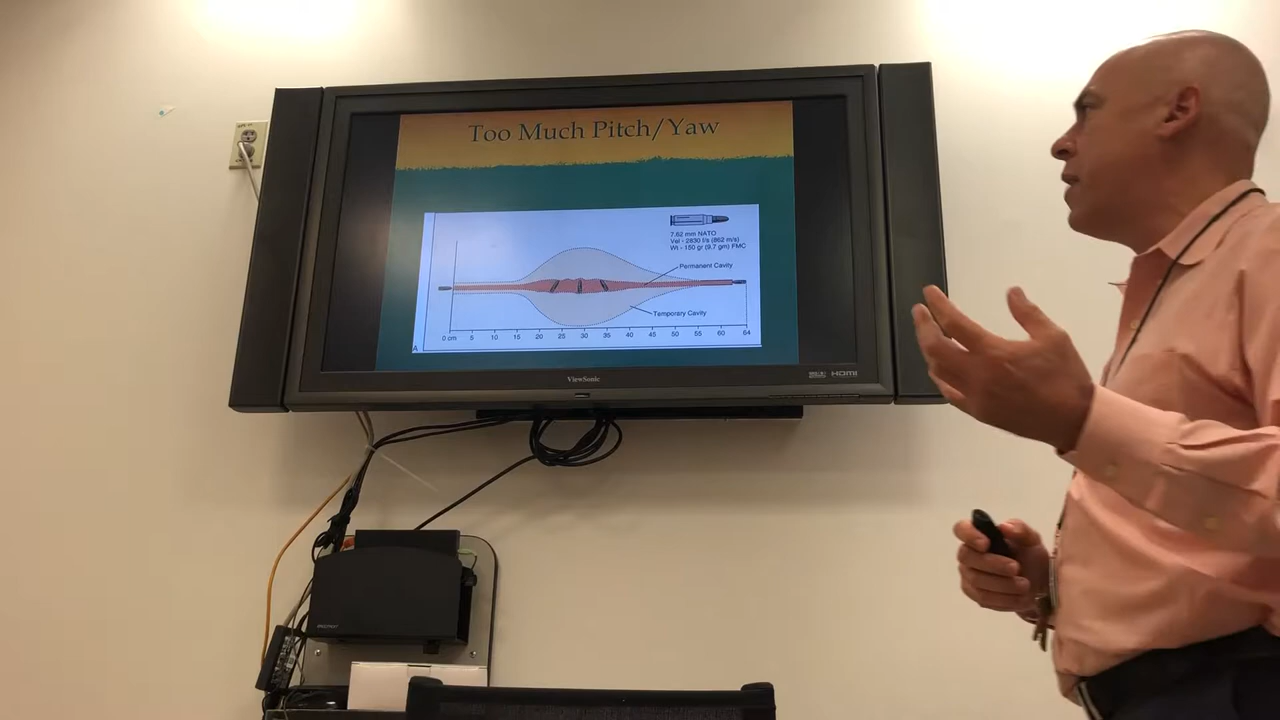 Too Much Pitch/Yaw
7.62 mm NATO
Vel - 2830 f/s (862 m/s)
Wt - 150 gr (9.7 gm) FMC
Permanent Cavity
Temporary Cavity
0 cm 5 10 15 20 25 30 35 40 45 50 55 60 64
A
ViewSonic
HDMI